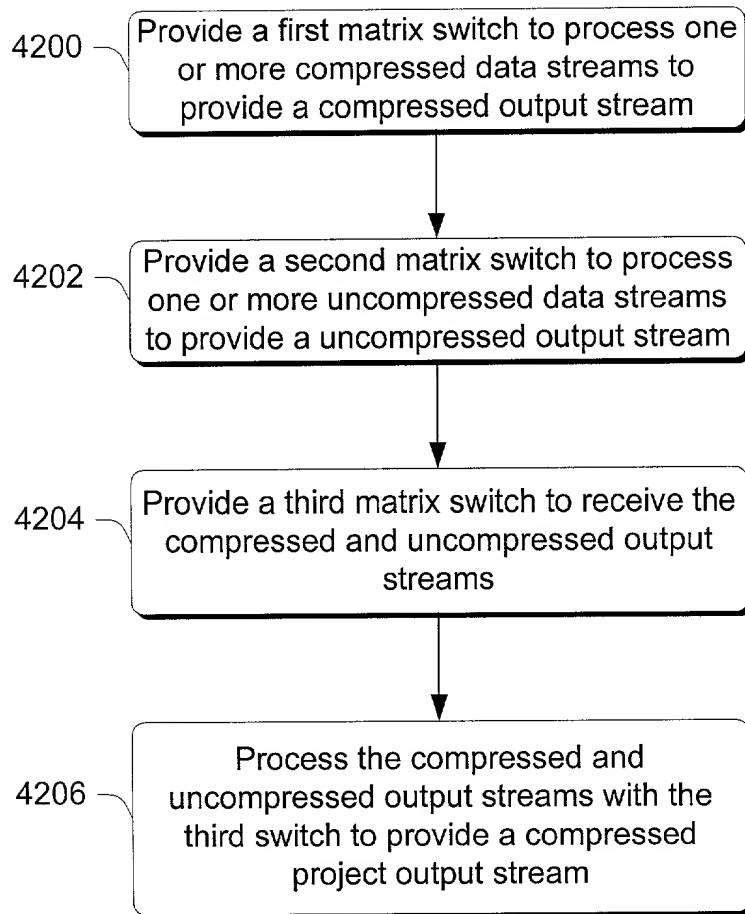 4200
Provide a first matrix switch to process one
or more compressed data streams to
provide a compressed output stream
4202
Provide a second matrix switch to process
one or more uncompressed data streams
to provide a uncompressed output stream
4204
Provide a third matrix switch to receive the
compressed and uncompressed output
streams
4206
Process the compressed and
uncompressed output streams with the
third switch to provide a compressed
project output stream